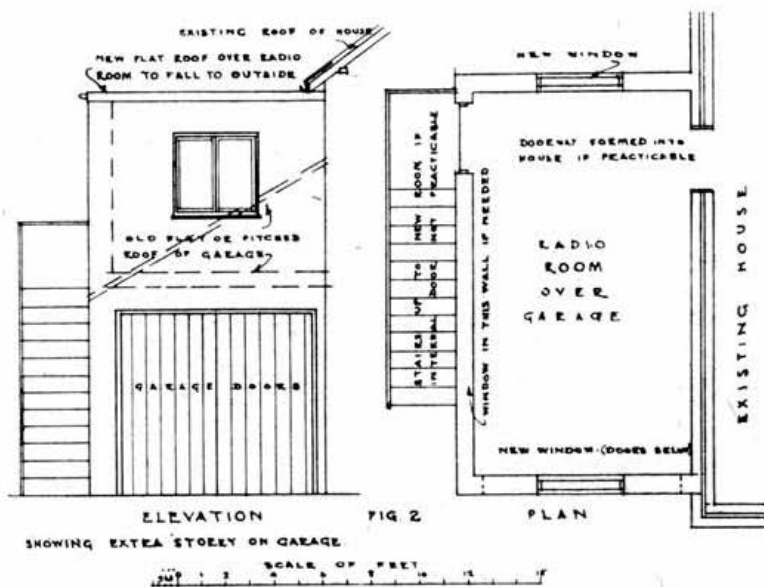 EXISTING ROOF OF HOUSE
NEW FLAT ROOF OVER RADIO
ROOM TO FALL TO OUTSIDE
OLD FLAT OR PITCHED
ROOF OF GARAGE
GARAGE DOORS
ELEVATION
SHOWING EXTRA STOREY ON GARAGE.
FIG. 2
NEW WINDOW
DOORWAY FORMED INTO
HOUSE IF PRACTICABLE
STAIRS UP TO NEW ROOM IF
INTERNAL DOOR NOT PRACTICABLE
WINDOW IN THIS WALL IF NEEDED
RADIO
ROOM
OVER
GARAGE
EXISTING HOUSE
NEW WINDOW (DOORS BELOW)
PLAN
SCALE OF FEET